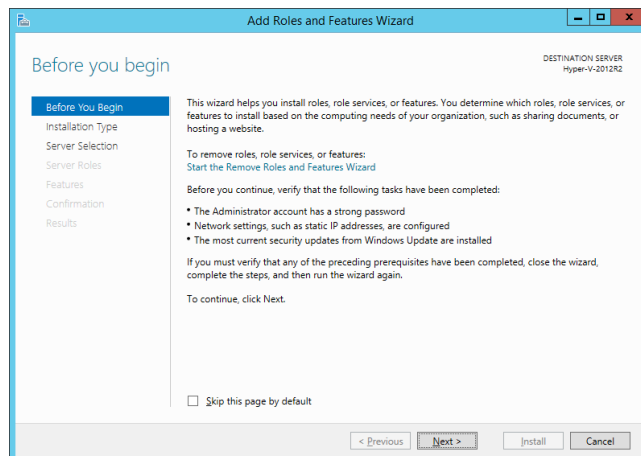 Add Roles and Features Wizard
Before you begin
DESTINATION SERVER
Hyper-V-2012R2
Before You Begin
Installation Type
Server Selection
Server Roles
Features
Confirmation
Results
This wizard helps you install roles, role services, or features. You determine which roles, role services, or
features to install based on the computing needs of your organization, such as sharing documents, or
hosting a website.
To remove roles, role services, or features:
Start the Remove Roles and Features Wizard
Before you continue, verify that the following tasks have been completed:
• The Administrator account has a strong password
• Network settings, such as static IP addresses, are configured
• The most current security updates from Windows Update are installed
If you must verify that any of the preceding prerequisites have been completed, close the wizard,
complete the steps, and then run the wizard again.
To continue, click Next.
Skip this page by default
< Previous
Next >
Install
Cancel